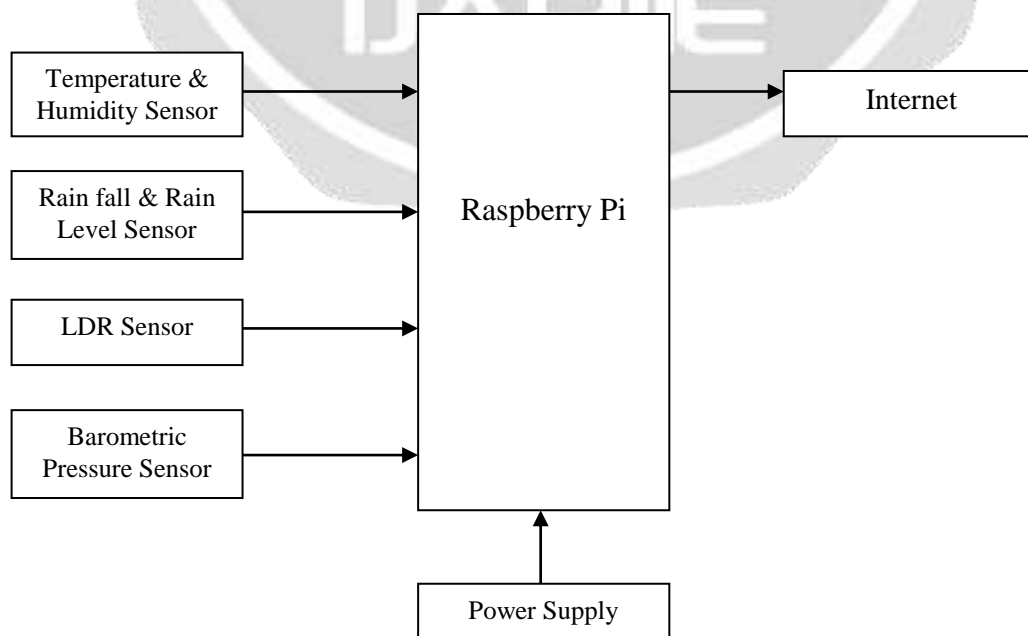 Temperature &
Humidity Sensor
Rain fall & Rain
Level Sensor
LDR Sensor
Barometric
Pressure Sensor
Raspberry Pi
Internet
Power Supply